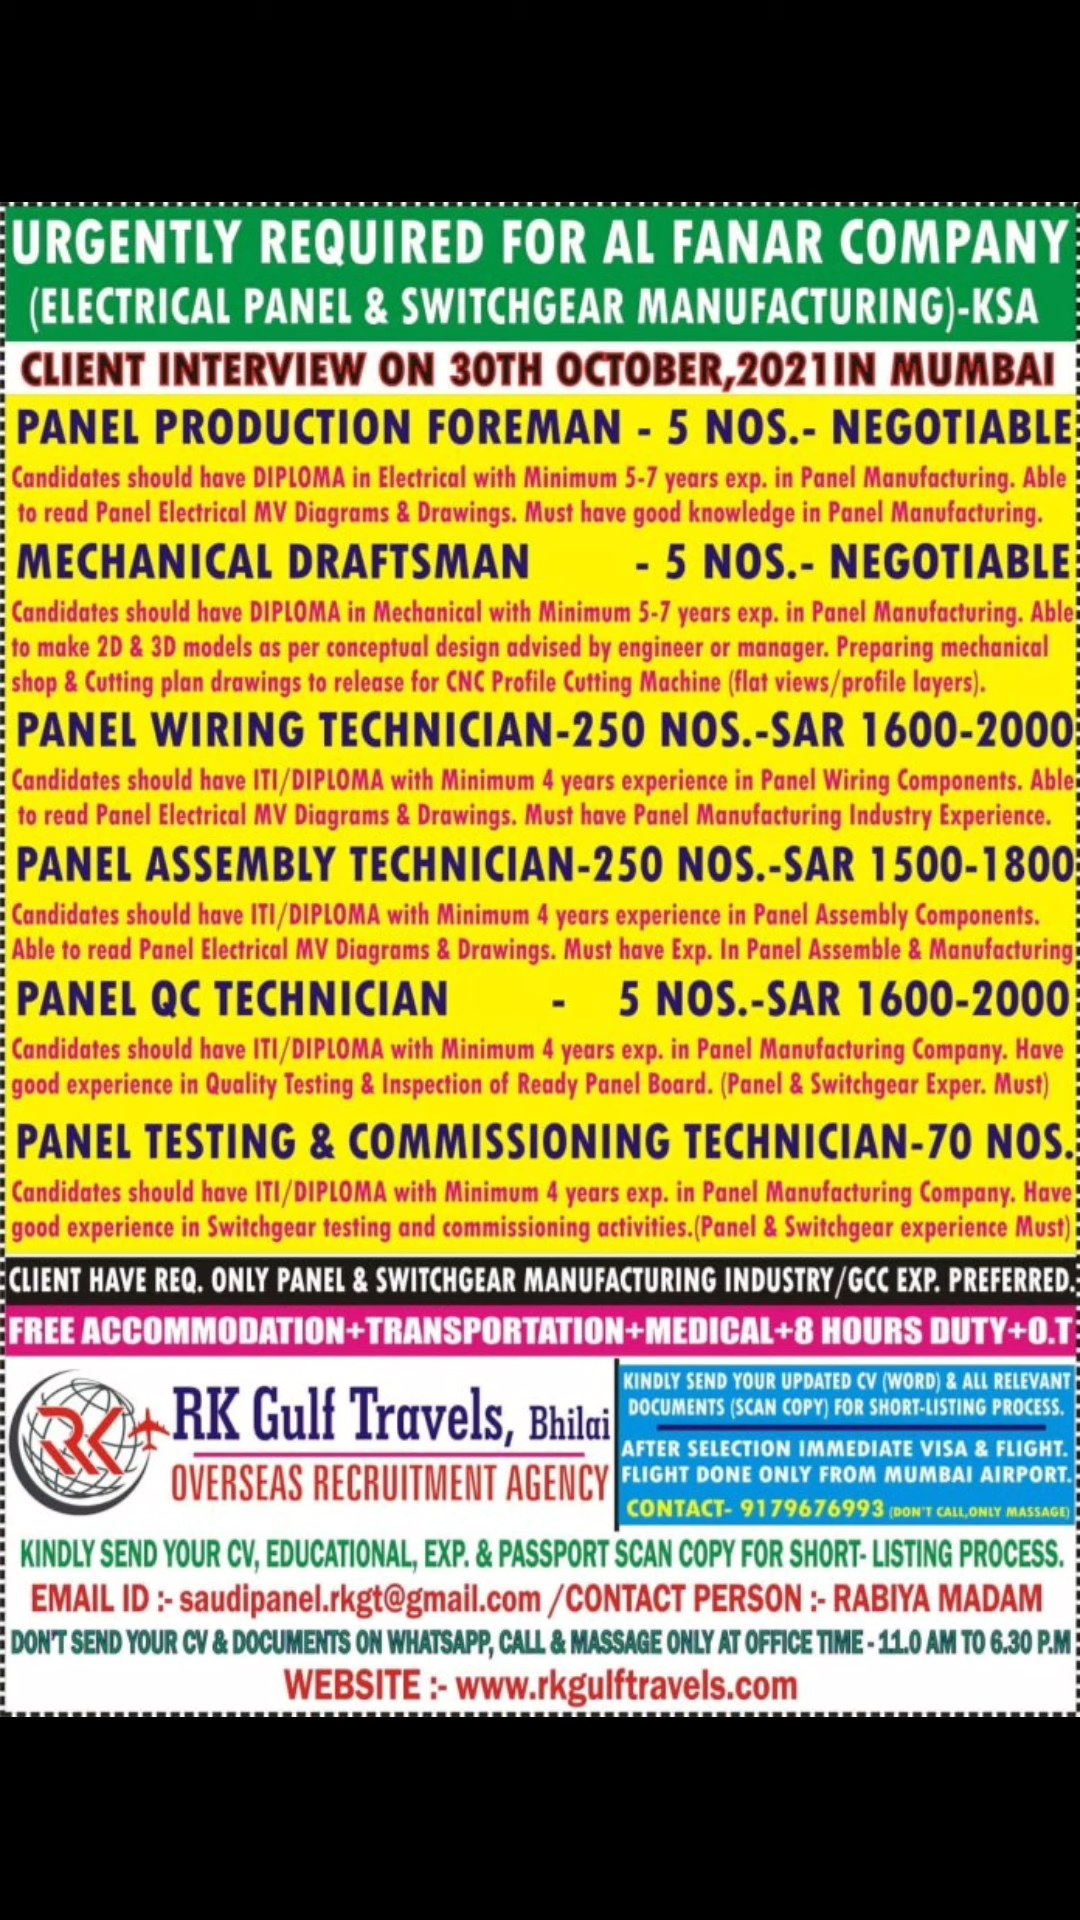 URGENTLY REQUIRED FOR AL FANAR COMPANY
(ELECTRICAL PANEL & SWITCHGEAR MANUFACTURING)-KSA
CLIENT INTERVIEW ON 30TH OCTOBER,2021IN MUMBAI
PANEL PRODUCTION FOREMAN - 5 NOS.- NEGOTIABLE
Candidates should have DIPLOMA in Electrical with Minimum 5-7 years exp. in Panel Manufacturing. Able
to read Panel Electrical MV Diagrams & Drawings. Must have good knowledge in Panel Manufacturing.
MECHANICAL DRAFTSMAN - 5 NOS.- NEGOTIABLE
Candidates should have DIPLOMA in Mechanical with Minimum 5-7 years exp. in Panel Manufacturing. Able
to make 2D & 3D models as per conceptual design advised by engineer or manager. Preparing mechanical
shop & Cutting plan drawings to release for CNC Profile Cutting Machine (flat views/profile layers).
PANEL WIRING TECHNICIAN-250 NOS.-SAR 1600-2000
Candidates should have ITI/DIPLOMA with Minimum 4 years experience in Panel Wiring Components. Able
to read Panel Electrical MV Diagrams & Drawings. Must have Panel Manufacturing Industry Experience.
PANEL ASSEMBLY TECHNICIAN-250 NOS.-SAR 1500-1800
Candidates should have ITI/DIPLOMA with Minimum 4 years experience in Panel Assembly Components.
Able to read Panel Electrical MV Diagrams & Drawings. Must have Exp. In Panel Assemble & Manufacturing
PANEL QC TECHNICIAN - 5 NOS.-SAR 1600-2000
Candidates should have ITI/DIPLOMA with Minimum 4 years exp. in Panel Manufacturing Company. Have
good experience in Quality Testing & Inspection of Ready Panel Board. (Panel & Switchgear Exper. Must)
PANEL TESTING & COMMISSIONING TECHNICIAN-70 NOS.
Candidates should have ITI/DIPLOMA with Minimum 4 years exp. in Panel Manufacturing Company. Have
good experience in Switchgear testing and commissioning activities.(Panel & Switchgear experience Must)
CLIENT HAVE REQ. ONLY PANEL & SWITCHGEAR MANUFACTURING INDUSTRY/GCC EXP. PREFERRED.
FREE ACCOMMODATION+TRANSPORTATION+MEDICAL+8 HOURS DUTY+O.T
RK
RK Gulf Travels, Bhilai
OVERSEAS RECRUITMENT AGENCY
KINDLY SEND YOUR UPDATED CV (WORD) & ALL RELEVANT
DOCUMENTS (SCAN COPY) FOR SHORT-LISTING PROCESS.
AFTER SELECTION IMMEDIATE VISA & FLIGHT.
FLIGHT DONE ONLY FROM MUMBAI AIRPORT.
CONTACT- 9179676993 (DON'T CALL,ONLY MASSAGE)
KINDLY SEND YOUR CV, EDUCATIONAL, EXP. & PASSPORT SCAN COPY FOR SHORT- LISTING PROCESS.
EMAIL ID :- saudipanel.rkgt@gmail.com /CONTACT PERSON :- RABIYA MADAM
DON'T SEND YOUR CV & DOCUMENTS ON WHATSAPP, CALL & MASSAGE ONLY AT OFFICE TIME - 11.0 AM TO 6.30 P.M
WEBSITE :- www.rkgulftravels.com